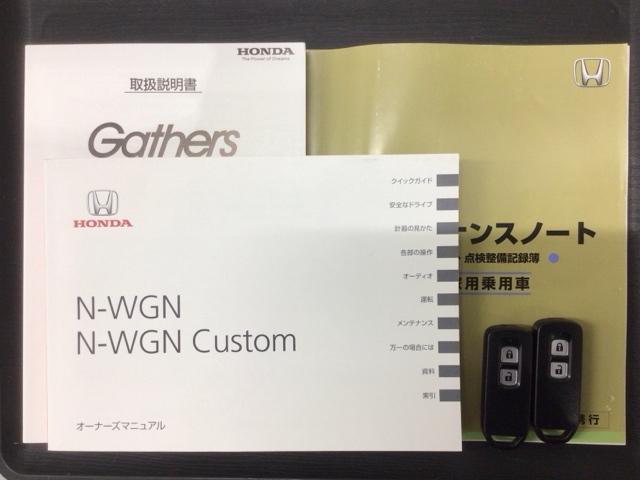 HONDA
The Power of Dreams
取扱説明書
Gathers
ンスノート
点検整備記録簿
用乗用車
行
HONDA
クイックガイド
安全なドライブ
計器の見かた
各部の操作
オーディオ
運転
メンテナンス
万一の場合には
資料
索引
N-WGN
N-WGN Custom
オーナーズマニュアル